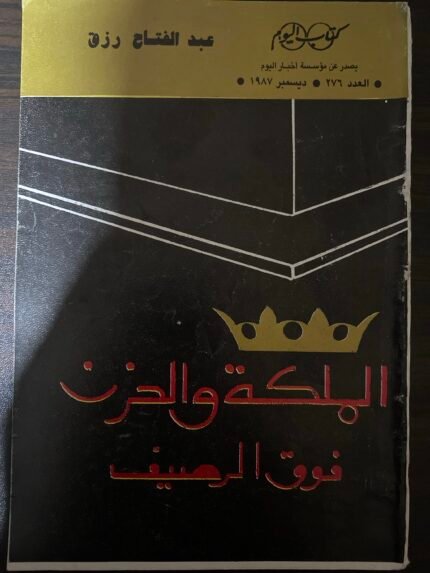 كتاب اليوم
عبد الفتاح رزق
يصدر عن مؤسسة أخبار اليوم
• العدد ٢٧٦ • ديسمبر ١٩٨٧ •
الملكة والحزن
فوق الرصيف